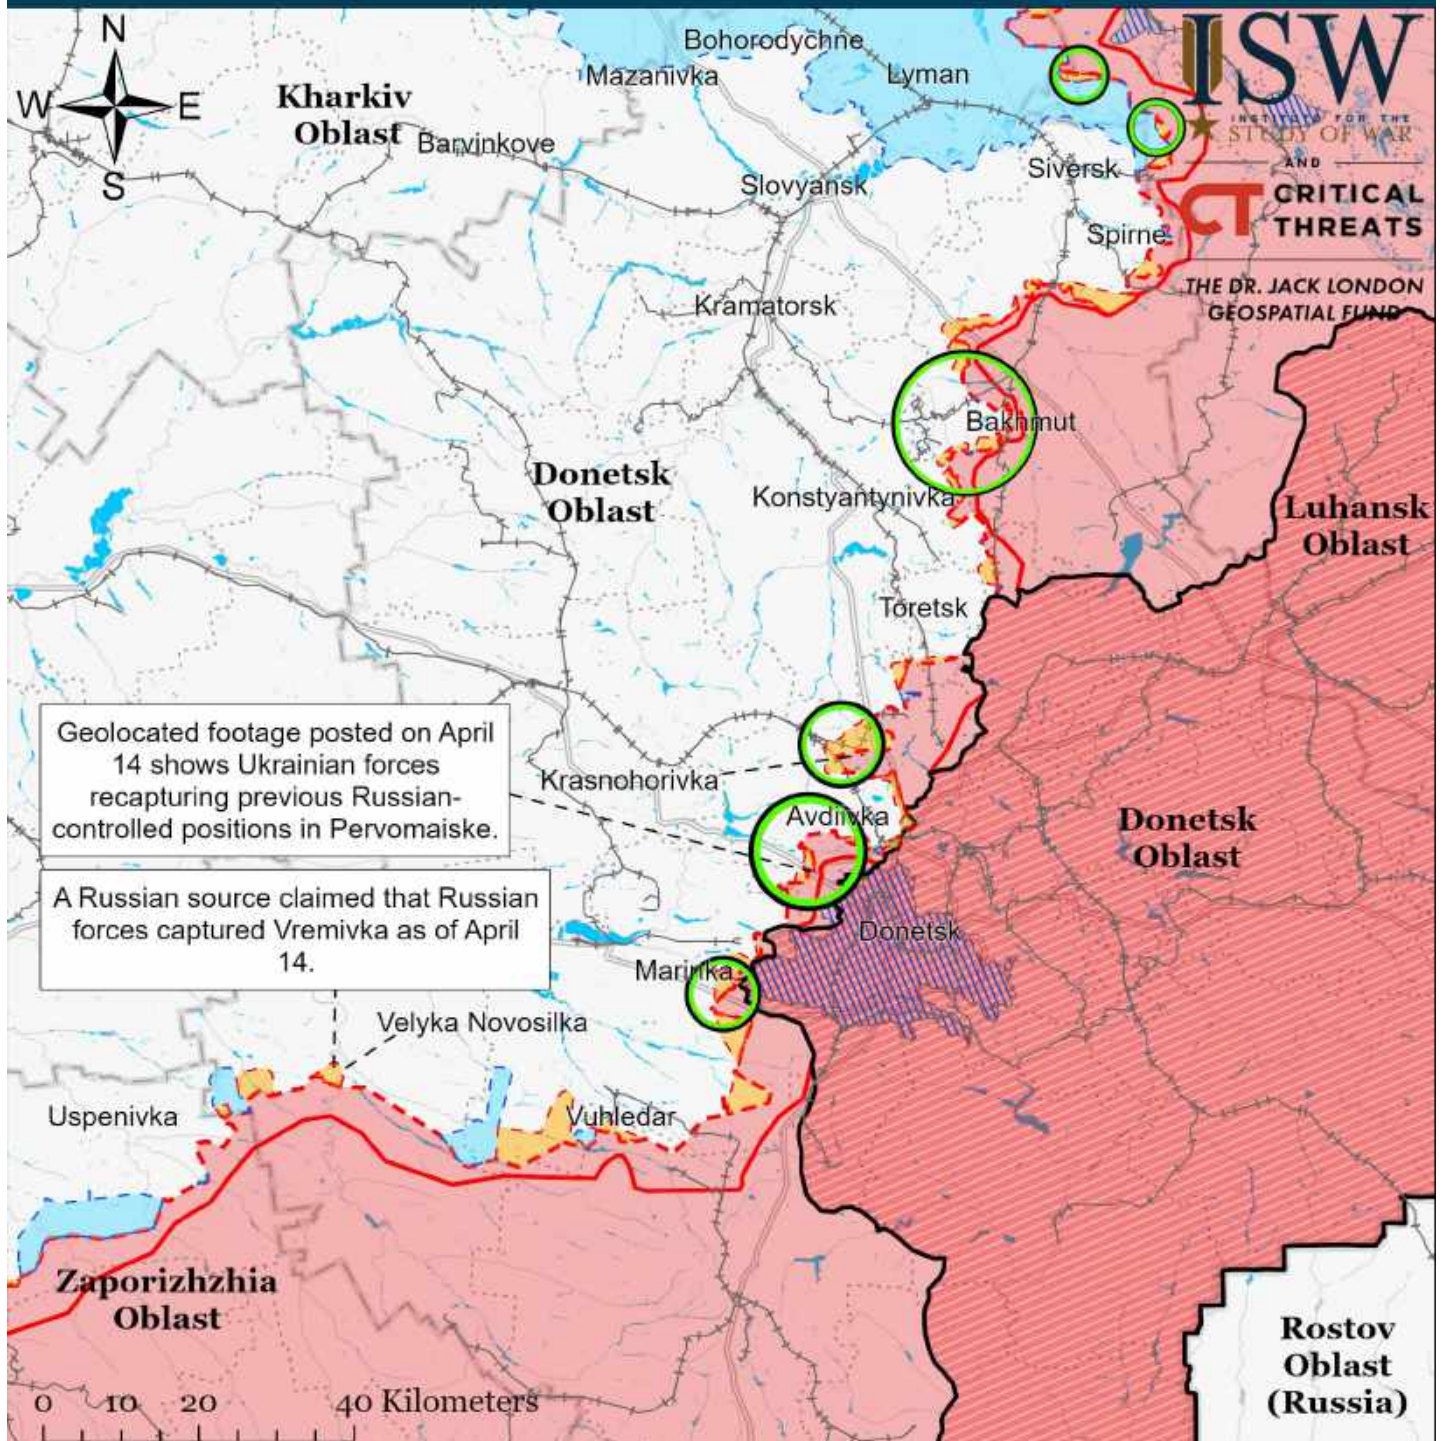 N
W
E
S
Kharkiv
Oblast
Barvinkove
Bohorodychne
Mazanivka
Lyman
Slovyansk
Siversk
Spirne
Kramatorsk
ISW
INSTITUTE FOR THE
STUDY OF WAR
AND
CT CRITICAL
THREATS
THE DR. JACK LONDON
GEOSPATIAL FUND
Bakhmut
Donetsk
Oblast
Konstyantynivka
Luhansk
Oblast
Toretsk
Geolocated footage posted on April
14 shows Ukrainian forces
recapturing previous Russian-
controlled positions in Pervomaiske.
Krasnohorivka
Avdiivka
Donetsk
Oblast
A Russian source claimed that Russian
forces captured Vremivka as of April
14.
Donetsk
Marinka
Velyka Novosilka
Uspenivka
Vuhledar
Zaporizhzhia
Oblast
Rostov
Oblast
(Russia)
0 10 20 40 Kilometers